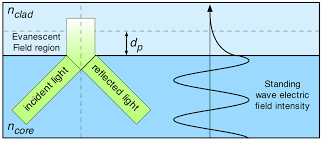 n_clad
Evanescent
Field region
d_p
incident light
reflected light
Standing
wave electric
field intensity
n_core